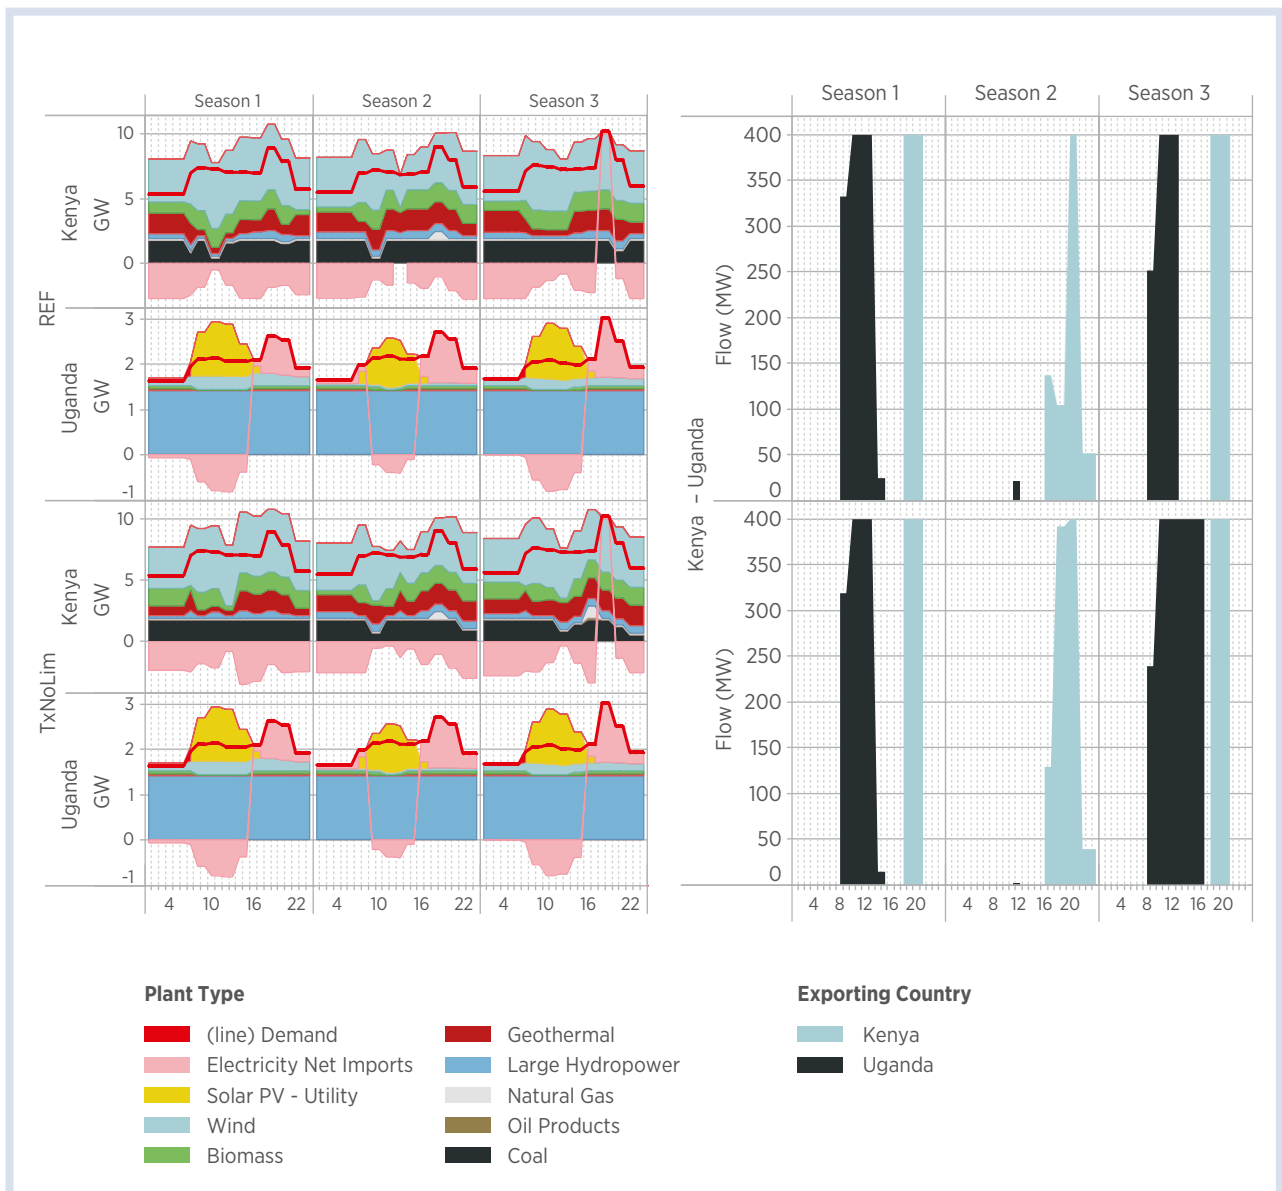 Season 1
Season 2
Season 3
REF
Kenya
GW
10
5
0
Uganda
GW
3
2
1
0
-1
TxNoLim
Kenya
GW
10
5
0
Uganda
GW
3
2
1
0
-1
4 10 16 22 4 10 16 22 4 10 16 22
Season 1
Season 2
Season 3
Kenya – Uganda
Flow (MW)
400
350
300
250
200
150
100
50
0
Flow (MW)
400
350
300
250
200
150
100
50
0
4 8 12 16 20 4 8 12 16 20 4 8 12 16 20
Plant Type
(line) Demand
Electricity Net Imports
Solar PV - Utility
Wind
Biomass
Geothermal
Large Hydropower
Natural Gas
Oil Products
Coal
Exporting Country
Kenya
Uganda